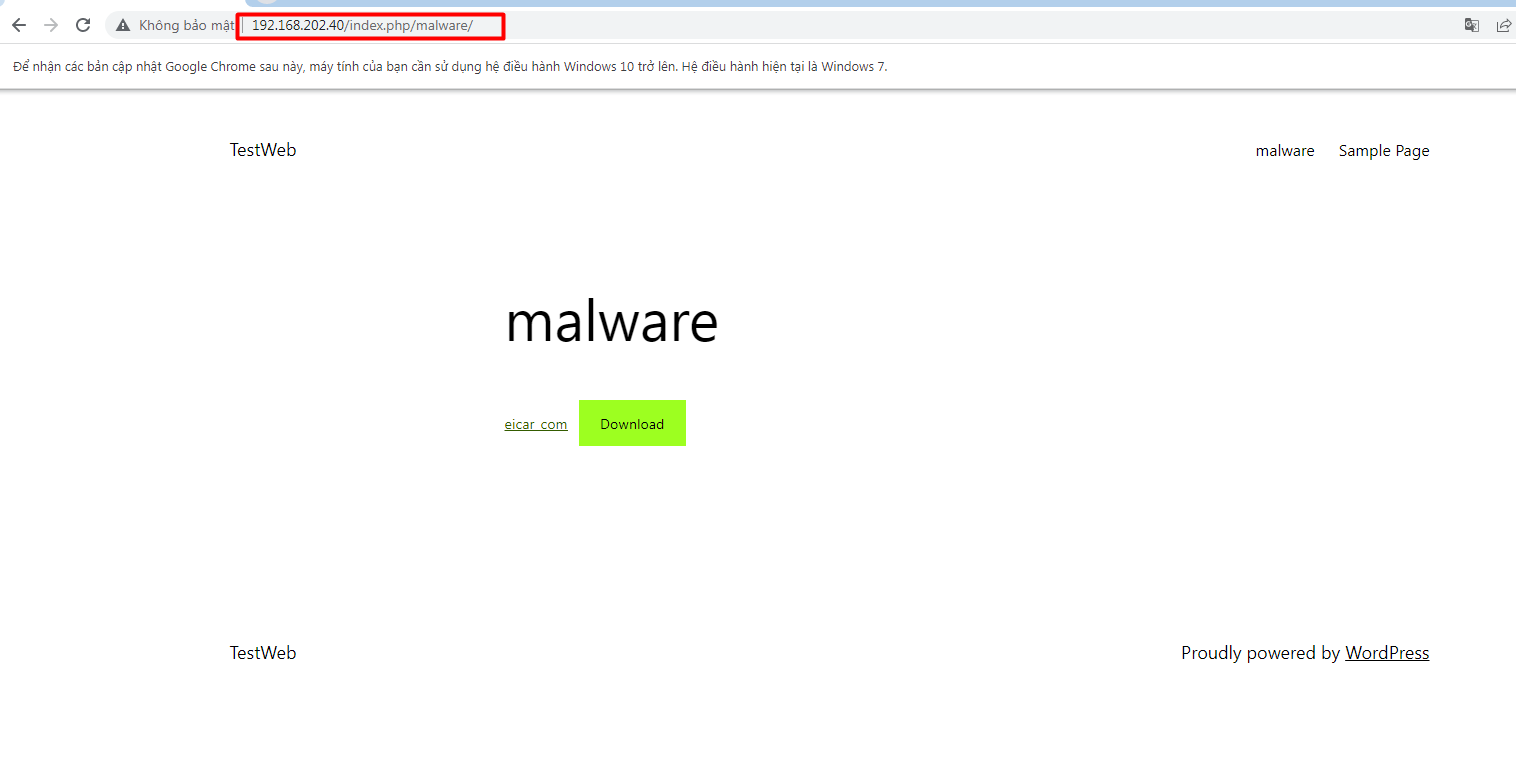 Không bảo mật 192.168.202.40/index.php/malware/
Để nhận các bản cập nhật Google Chrome sau này, máy tính của bạn cần sử dụng hệ điều hành Windows 10 trở lên. Hệ điều hành hiện tại là Windows 7.
TestWeb malware Sample Page
malware
eicar_com Download
TestWeb Proudly powered by WordPress